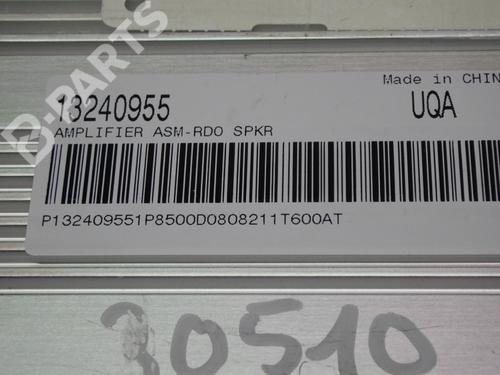 Made in CHIN
13240955
UQA
AMPLIFIER ASM-RDO SPKR
P132409551P8500D0808211T600AT
30510
B-PARTS